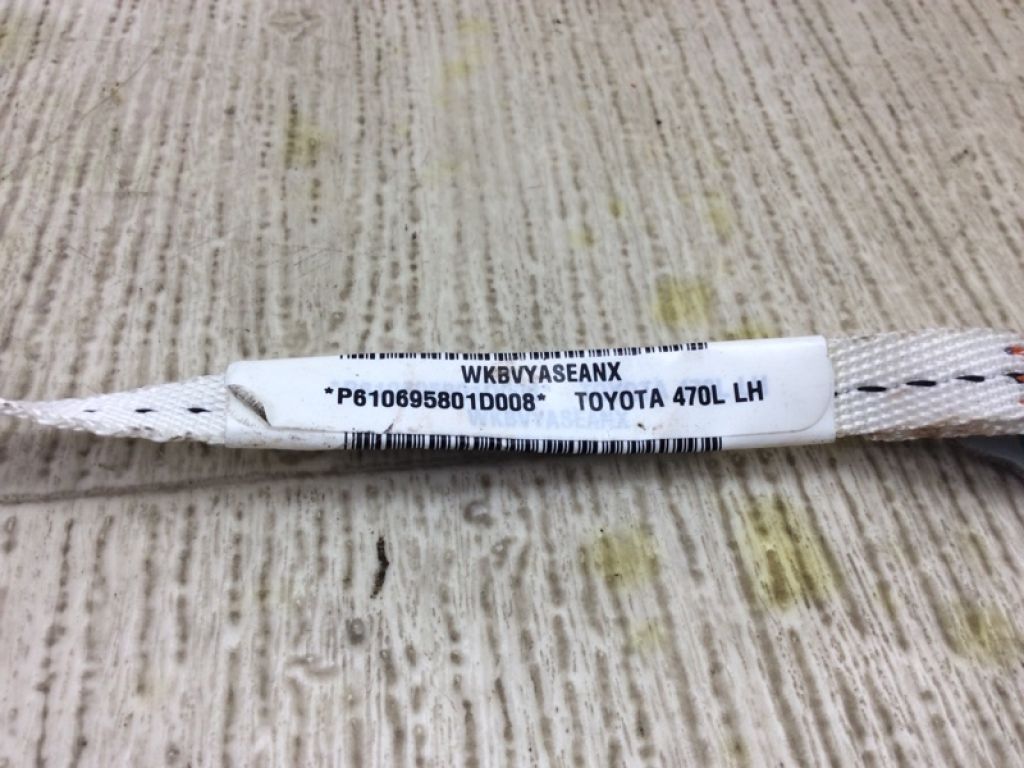 WKBVYASEANX
*P610695801D008* TOYOTA 470L LH